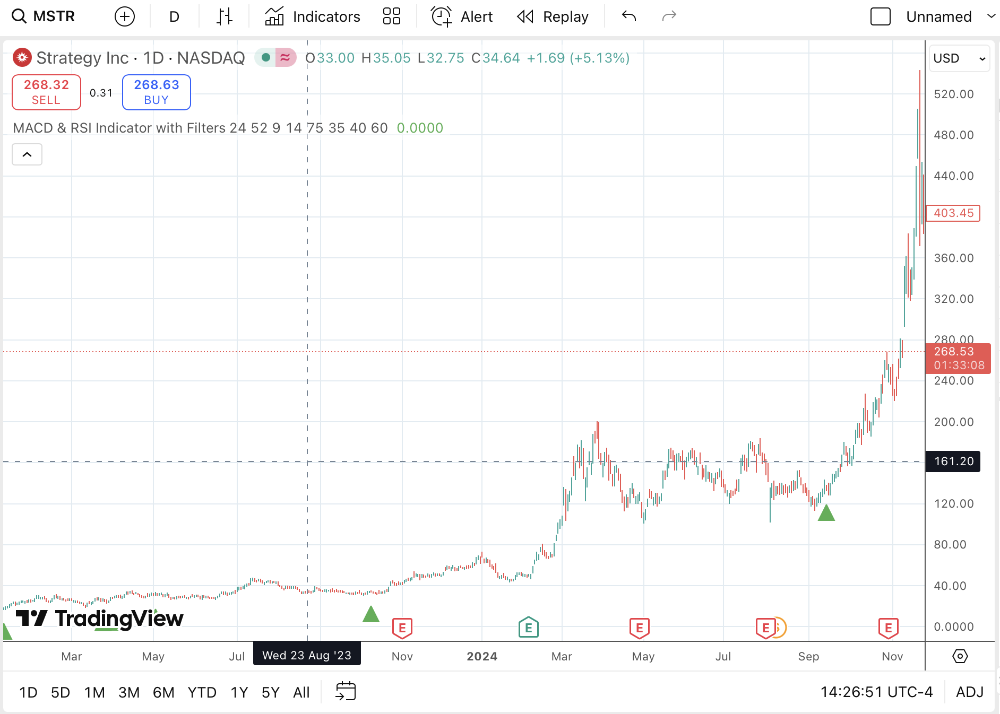 MSTR D Indicators Alert Replay Unnamed
Strategy Inc · 1D · NASDAQ ≈ O33.00 H35.05 L32.75 C34.64 +1.69 (+5.13%)
USD
268.32
SELL
0.31
268.63
BUY
MACD & RSI Indicator with Filters 24 52 9 14 75 35 40 60 0.0000
520.00
480.00
440.00
403.45
360.00
320.00
280.00
268.53
01:33:08
240.00
200.00
161.20
120.00
80.00
40.00
0.0000
TradingView
E E E E E
Mar May Jul Wed 23 Aug '23 Nov 2024 Mar May Jul Sep Nov
1D 5D 1M 3M 6M YTD 1Y 5Y All 14:26:51 UTC-4 ADJ